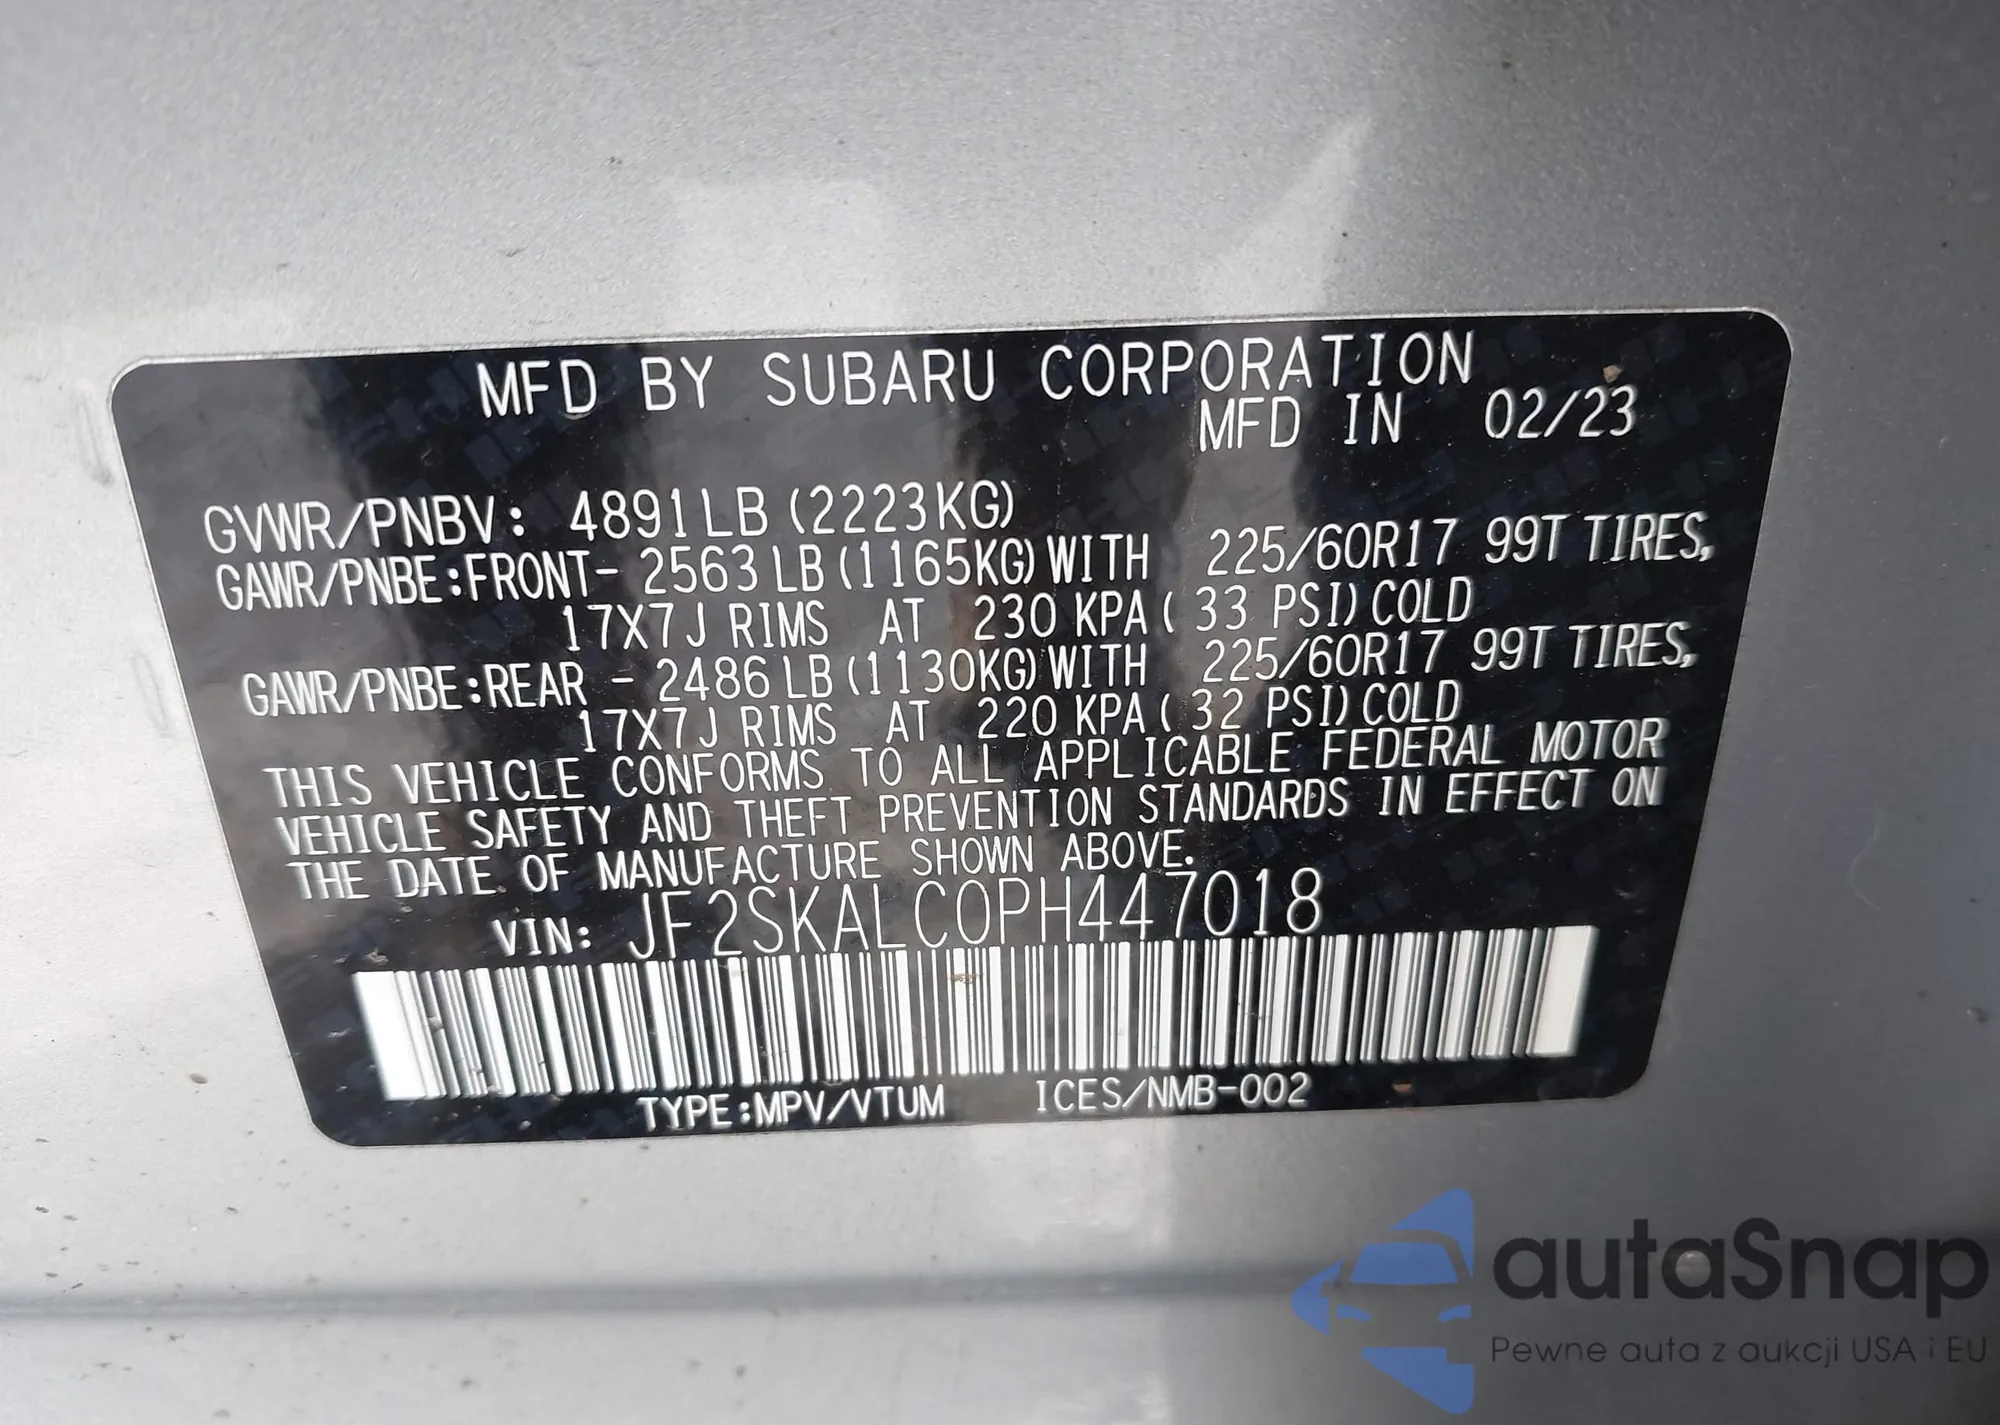 MFD BY SUBARU CORPORATION
MFD IN 02/23
GVWR/PNBV: 4891LB (2223KG)
GAWR/PNBE:FRONT- 2563LB (1165KG) WITH 225/60R17 99T TIRES,
17X7J RIMS AT 230 KPA ( 33 PSI) COLD
GAWR/PNBE:REAR - 2486LB (1130KG) WITH 225/60R17 99T TIRES,
17X7J RIMS AT 220 KPA ( 32 PSI) COLD
THIS VEHICLE CONFORMS TO ALL APPLICABLE FEDERAL MOTOR
VEHICLE SAFETY AND THEFT PREVENTION STANDARDS IN EFFECT ON
THE DATE OF MANUFACTURE SHOWN ABOVE.
VIN: JF2SKALC0PH447018
TYPE:MPV/VTUM ICES/NMB-002
autaSnap
Pewne auta z aukcji USA i EU